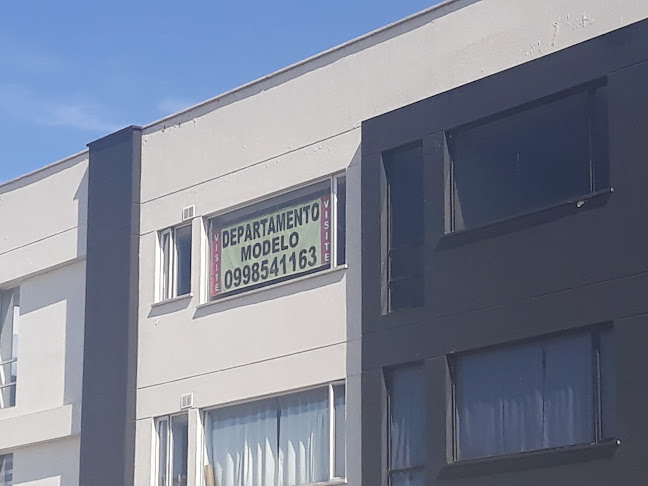 VISITE
DEPARTAMENTO
MODELO
0998541163
VISITE